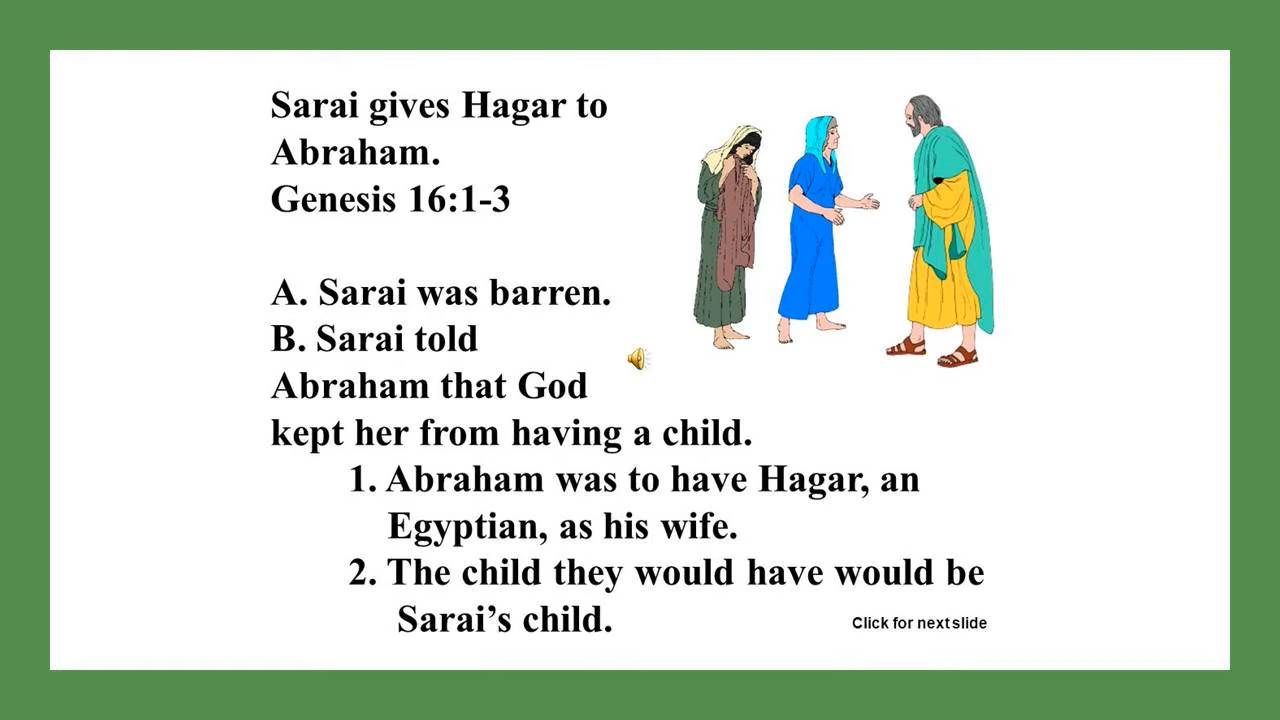 Sarai gives Hagar to
Abraham.
Genesis 16:1-3
A. Sarai was barren.
B. Sarai told
Abraham that God
kept her from having a child.
1. Abraham was to have Hagar, an
Egyptian, as his wife.
2. The child they would have would be
Sarai’s child.
Click for next slide